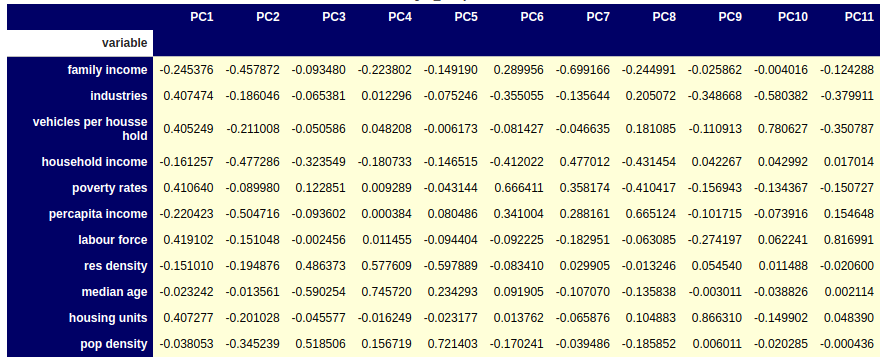 PC1 PC2 PC3 PC4 PC5 PC6 PC7 PC8 PC9 PC10 PC11
variable
family income -0.245376 -0.457872 -0.093480 -0.223802 -0.149190 0.289956 -0.699166 -0.244991 -0.025862 -0.004016 -0.124288
industries 0.407474 -0.186046 -0.065381 0.012296 -0.075246 -0.355055 -0.135644 0.205072 -0.348668 -0.580382 -0.379911
vehicles per housse
hold 0.405249 -0.211008 -0.050586 0.048208 -0.006173 -0.081427 -0.046635 0.181085 -0.110913 0.780627 -0.350787
household income -0.161257 -0.477286 -0.323549 -0.180733 -0.146515 -0.412022 0.477012 -0.431454 0.042267 0.042992 0.017014
poverty rates 0.410640 -0.089980 0.122851 0.009289 -0.043144 0.666411 0.358174 -0.410417 -0.156943 -0.134367 -0.150727
percapita income -0.220423 -0.504716 -0.093602 0.000384 0.080486 0.341004 0.288161 0.665124 -0.101715 -0.073916 0.154648
labour force 0.419102 -0.151048 -0.002456 0.011455 -0.094404 -0.092225 -0.182951 -0.063085 -0.274197 0.062241 0.816991
res density -0.151010 -0.194876 0.486373 0.577609 -0.597889 -0.083410 0.029905 -0.013246 0.054540 0.011488 -0.020600
median age -0.023242 -0.013561 -0.590254 0.745720 0.234293 0.091905 -0.107070 -0.135838 -0.003011 -0.038826 0.002114
housing units 0.407277 -0.201028 -0.045577 -0.016249 -0.023177 0.013762 -0.065876 0.104883 0.866310 -0.149902 0.048390
pop density -0.038053 -0.345239 0.518506 0.156719 0.721403 -0.170241 -0.039486 -0.185852 0.006011 -0.020285 -0.000436